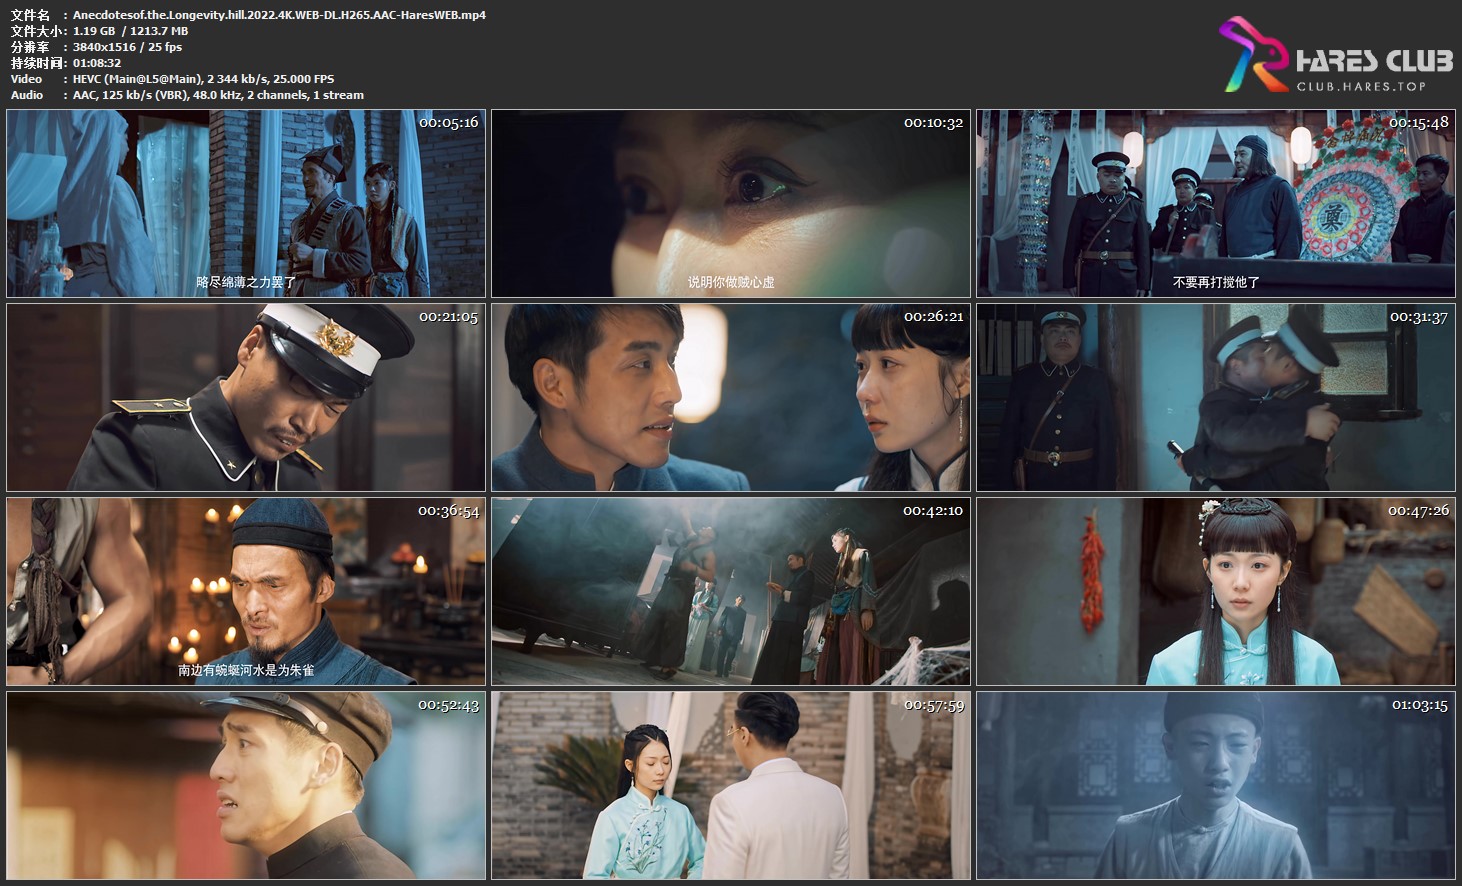 文件名 : Anecdotesof.the.Longevity.hill.2022.4K.WEB-DL.H265.AAC-HaresWEB.mp4
文件大小: 1.19 GB / 1213.7 MB
分辨率 : 3840x1516 / 25 fps
持续时间: 01:08:32
Video : HEVC (Main@L5@Main), 2 344 kb/s, 25.000 FPS
Audio : AAC, 125 kb/s (VBR), 48.0 kHz, 2 channels, 1 stream
HARES CLUB
CLUB.HARES.TOP
00:05:16
略尽绵薄之力罢了
00:10:32
说明你做贼心虚
00:15:48
奠
不要再打搅他了
00:21:05
00:26:21
00:31:37
00:36:54
南边有蜿蜒河水是为朱雀
00:42:10
00:47:26
00:52:43
00:57:59
01:03:15